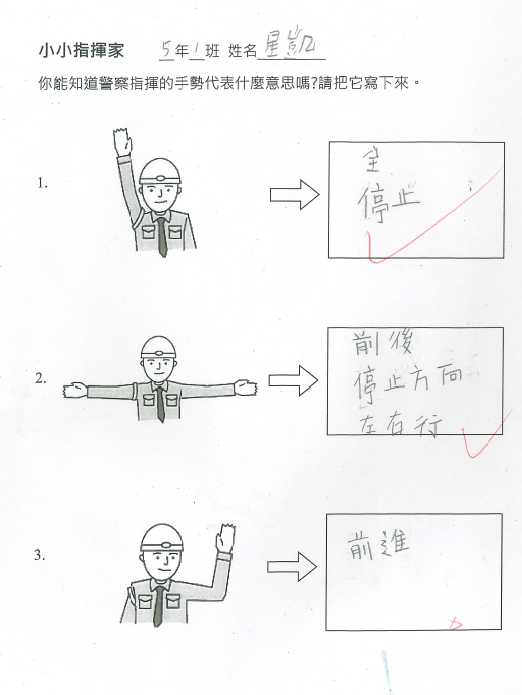 小小指揮家 5年1班 姓名星凱
你能知道警察指揮的手勢代表什麼意思嗎?請把它寫下來。
1.
全
停止
2.
前後
停止方向
左右行
3.
前進